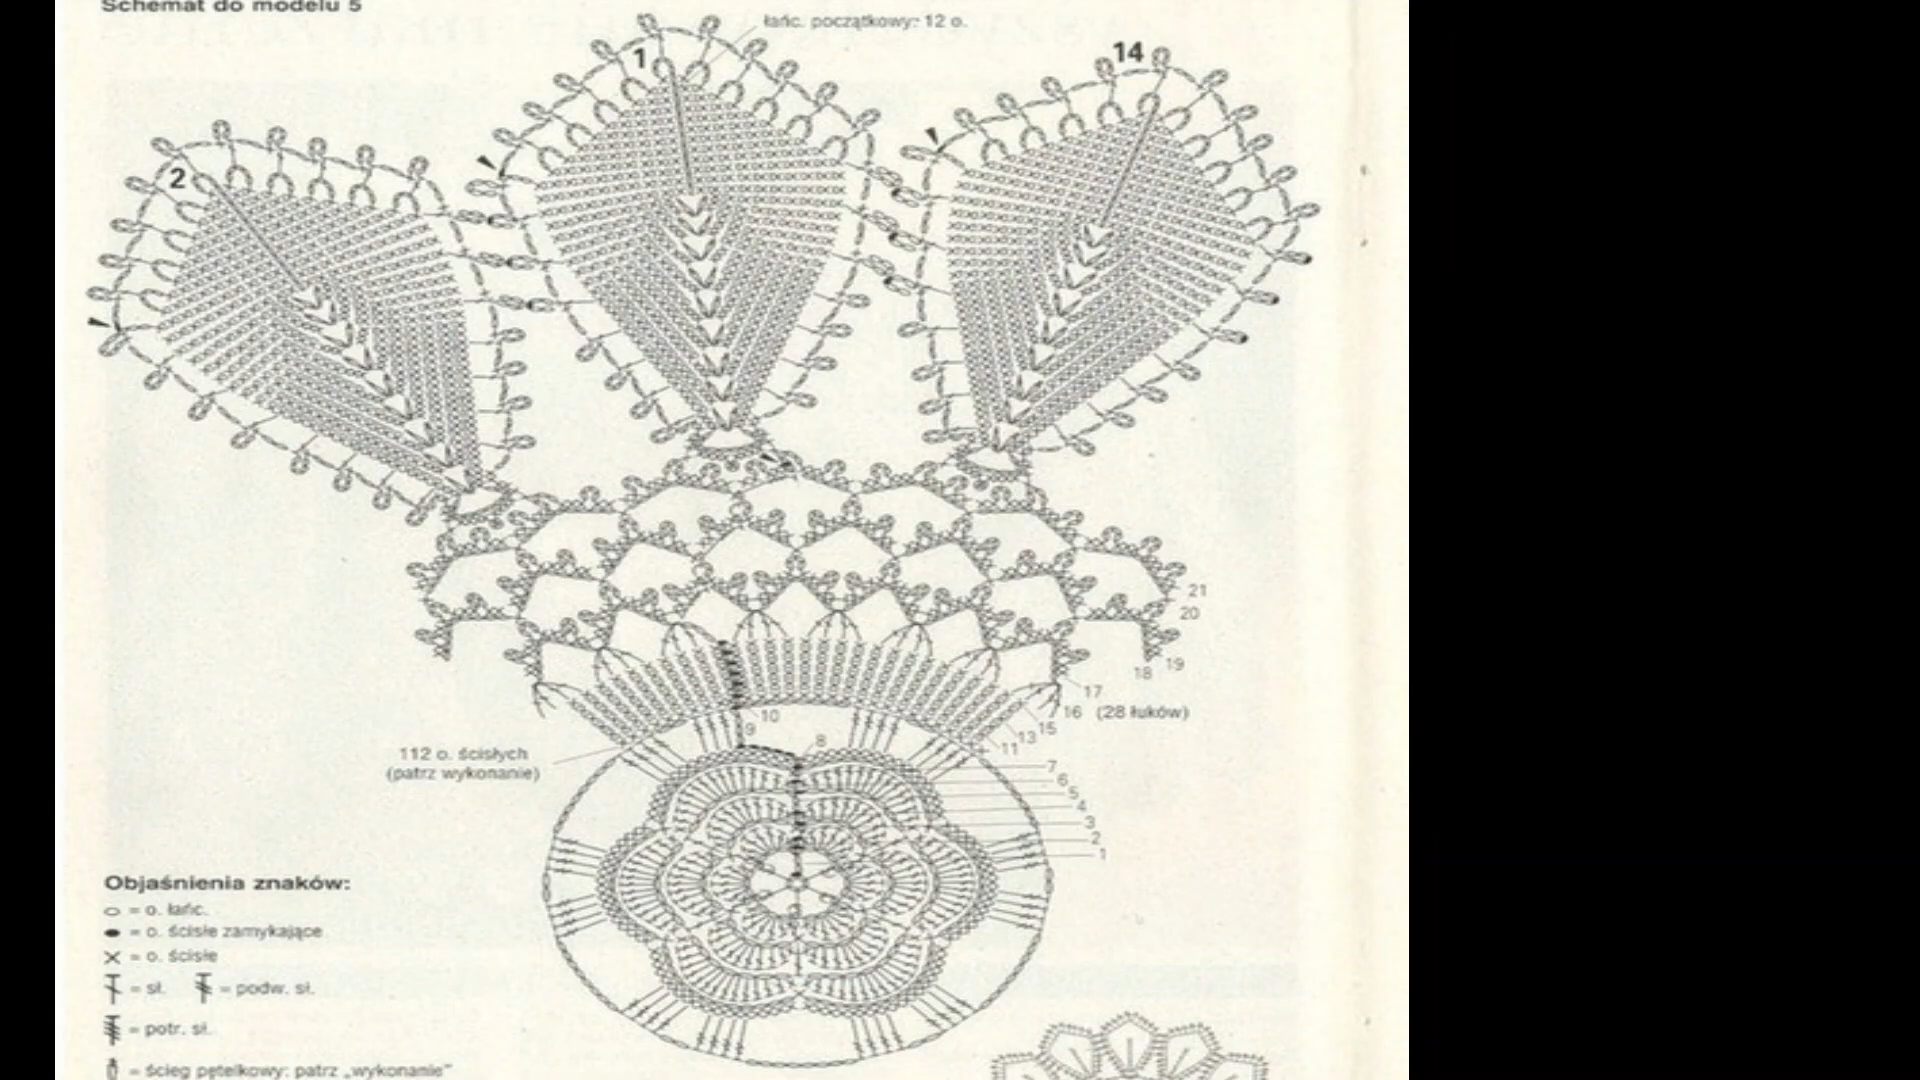 Schemat do modelu 5
łańc. początkowy: 12 o.
1
14
2
21
20
19
18
17
16 (28 łuków)
15
13
11
10
9
8
112 o. ścisłych
(patrz wykonanie)
7
6
5
4
3
2
1
Objaśnienia znaków:
= o. łańc.
= o. ścisłe zamykające
= o. ścisłe
= sł. = podw. sł.
= potr. sł.
= ścieg pętelkowy: patrz „wykonanie”